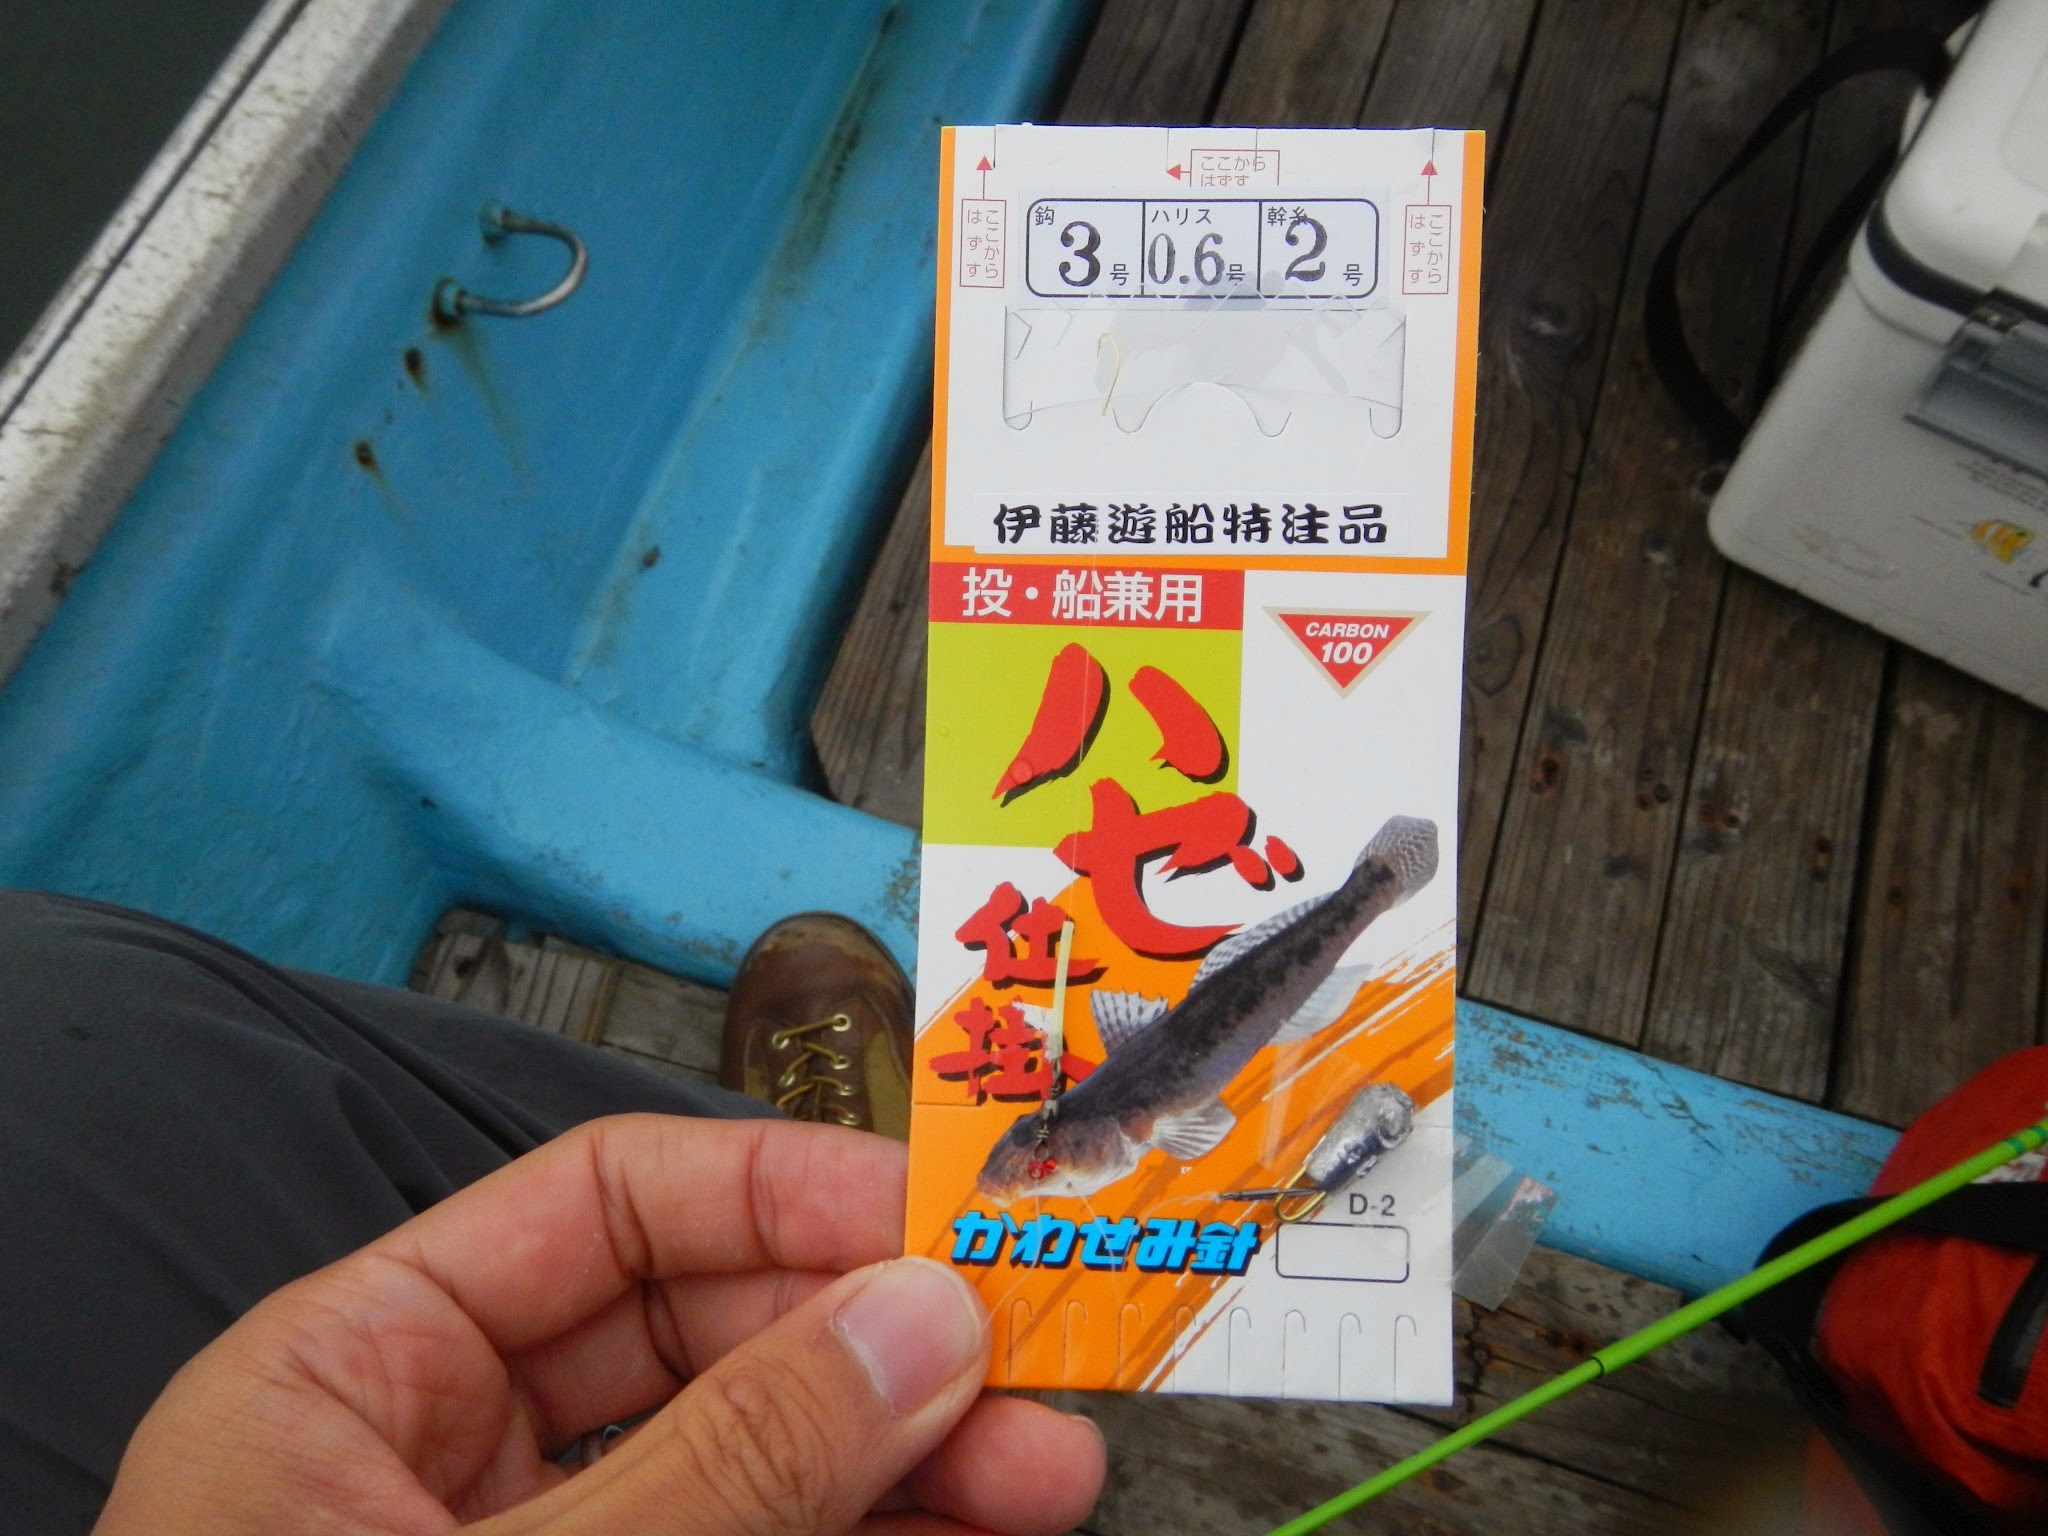 ここから
はずす
ここから
はずす
ここから
はずす
鈎 3号
ハリス 0.6号
幹糸 2号
伊藤遊船特注品
投・船兼用
CARBON
100
ハゼ
仕掛
かわせみ針
D-2